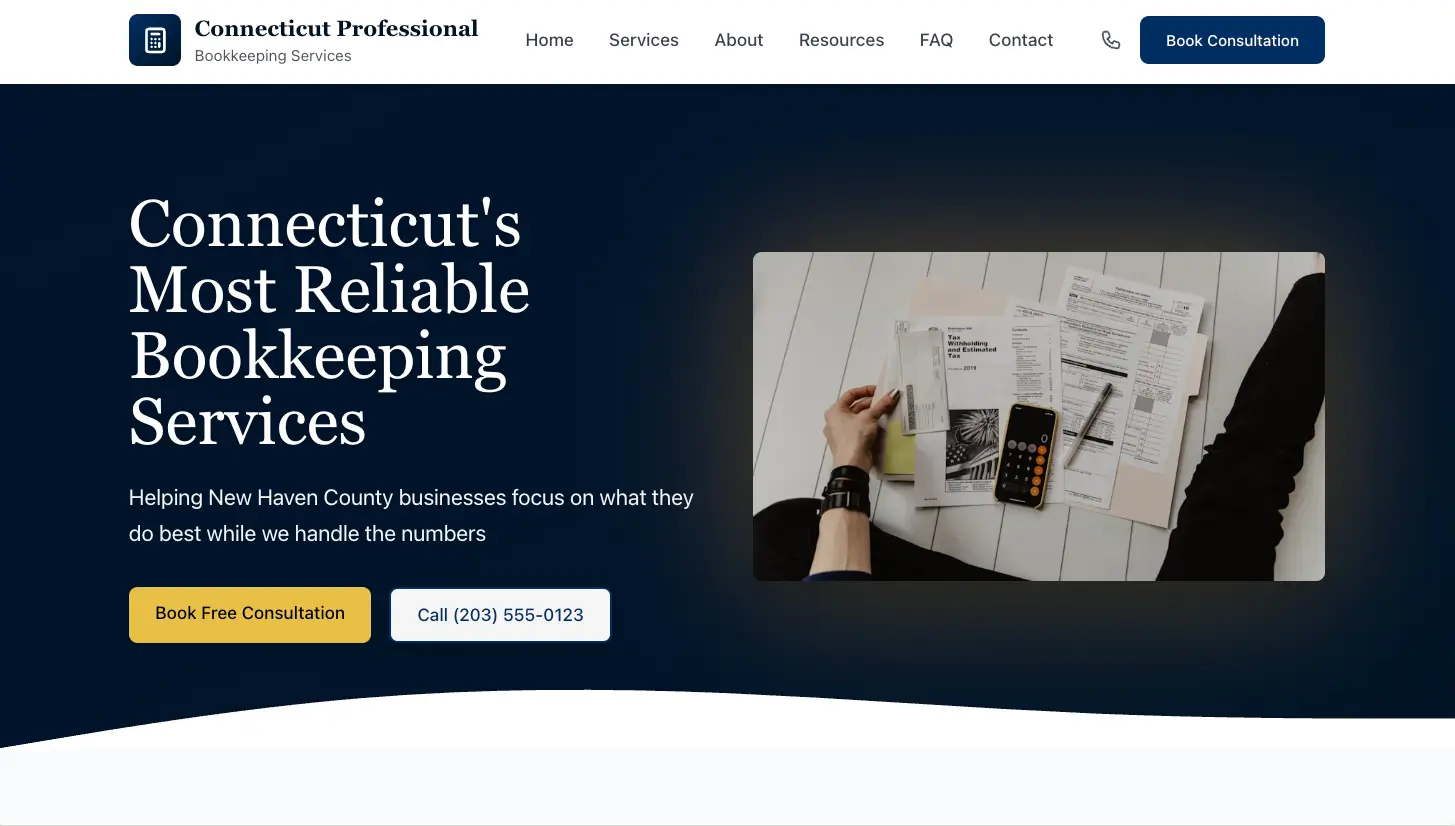 Connecticut Professional
Bookkeeping Services
Home
Services
About
Resources
FAQ
Contact
Book Consultation
Connecticut's
Most Reliable
Bookkeeping
Services
Helping New Haven County businesses focus on what they
do best while we handle the numbers
Book Free Consultation
Call (203) 555-0123
Tax
Withholding
and Estimated
Tax
0